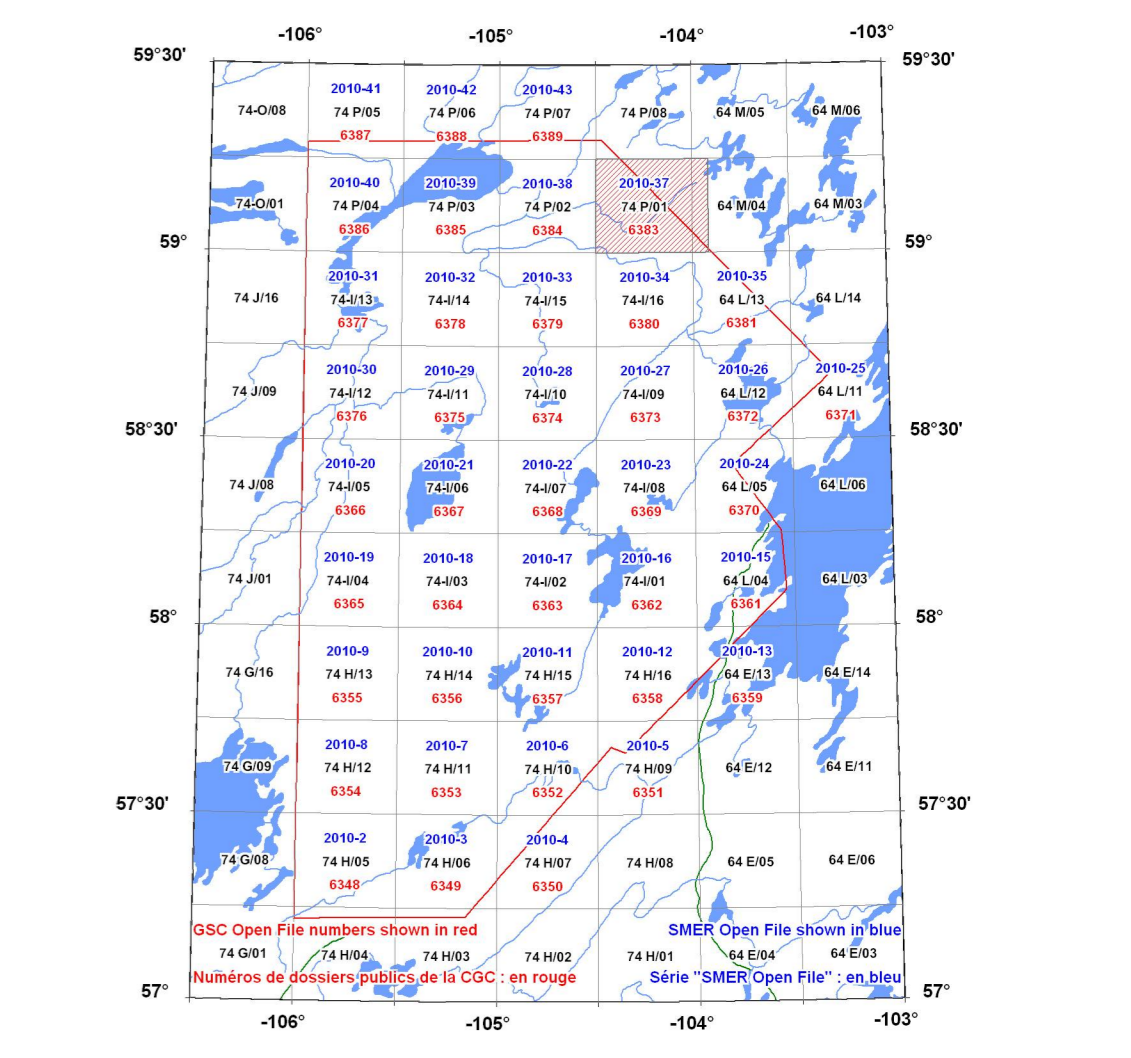 -106° -105° -104° -103°
59°30' 59°30'
2010-41 2010-42 2010-43
74-O/08 74 P/05 74 P/06 74 P/07 74 P/08 64 M/05 64 M/06
6387 6388 6389
2010-40 2010-39 2010-38 2010-37
74-O/01 74 P/04 74 P/03 74 P/02 74 P/01 64 M/04 64 M/03
6386 6385 6384 6383
59° 59°
2010-31 2010-32 2010-33 2010-34 2010-35
74 J/16 74-I/13 74-I/14 74-I/15 74-I/16 64 L/13 64 L/14
6377 6378 6379 6380 6381
2010-30 2010-29 2010-28 2010-27 2010-26 2010-25
74 J/09 74-I/12 74-I/11 74-I/10 74-I/09 64 L/12 64 L/11
6376 6375 6374 6373 6372 6371
58°30' 58°30'
2010-20 2010-21 2010-22 2010-23 2010-24
74 J/08 74-I/05 74-I/06 74-I/07 74-I/08 64 L/05 64 L/06
6366 6367 6368 6369 6370
2010-19 2010-18 2010-17 2010-16 2010-15
74 J/01 74-I/04 74-I/03 74-I/02 74-I/01 64 L/04 64 L/03
6365 6364 6363 6362 6361
58° 58°
2010-9 2010-10 2010-11 2010-12 2010-13
74 G/16 74 H/13 74 H/14 74 H/15 74 H/16 64 E/13 64 E/14
6355 6356 6357 6358 6359
2010-8 2010-7 2010-6 2010-5
74 G/09 74 H/12 74 H/11 74 H/10 74 H/09 64 E/12 64 E/11
6354 6353 6352 6351
57°30' 57°30'
2010-2 2010-3 2010-4
74 G/08 74 H/05 74 H/06 74 H/07 74 H/08 64 E/05 64 E/06
6348 6349 6350
GSC Open File numbers shown in red SMER Open File shown in blue
74 G/01 74 H/04 74 H/03 74 H/02 74 H/01 64 E/04 64 E/03
Numéros de dossiers publics de la CGC : en rouge Série "SMER Open File" : en bleu
57° 57°
-106° -105° -104° -103°